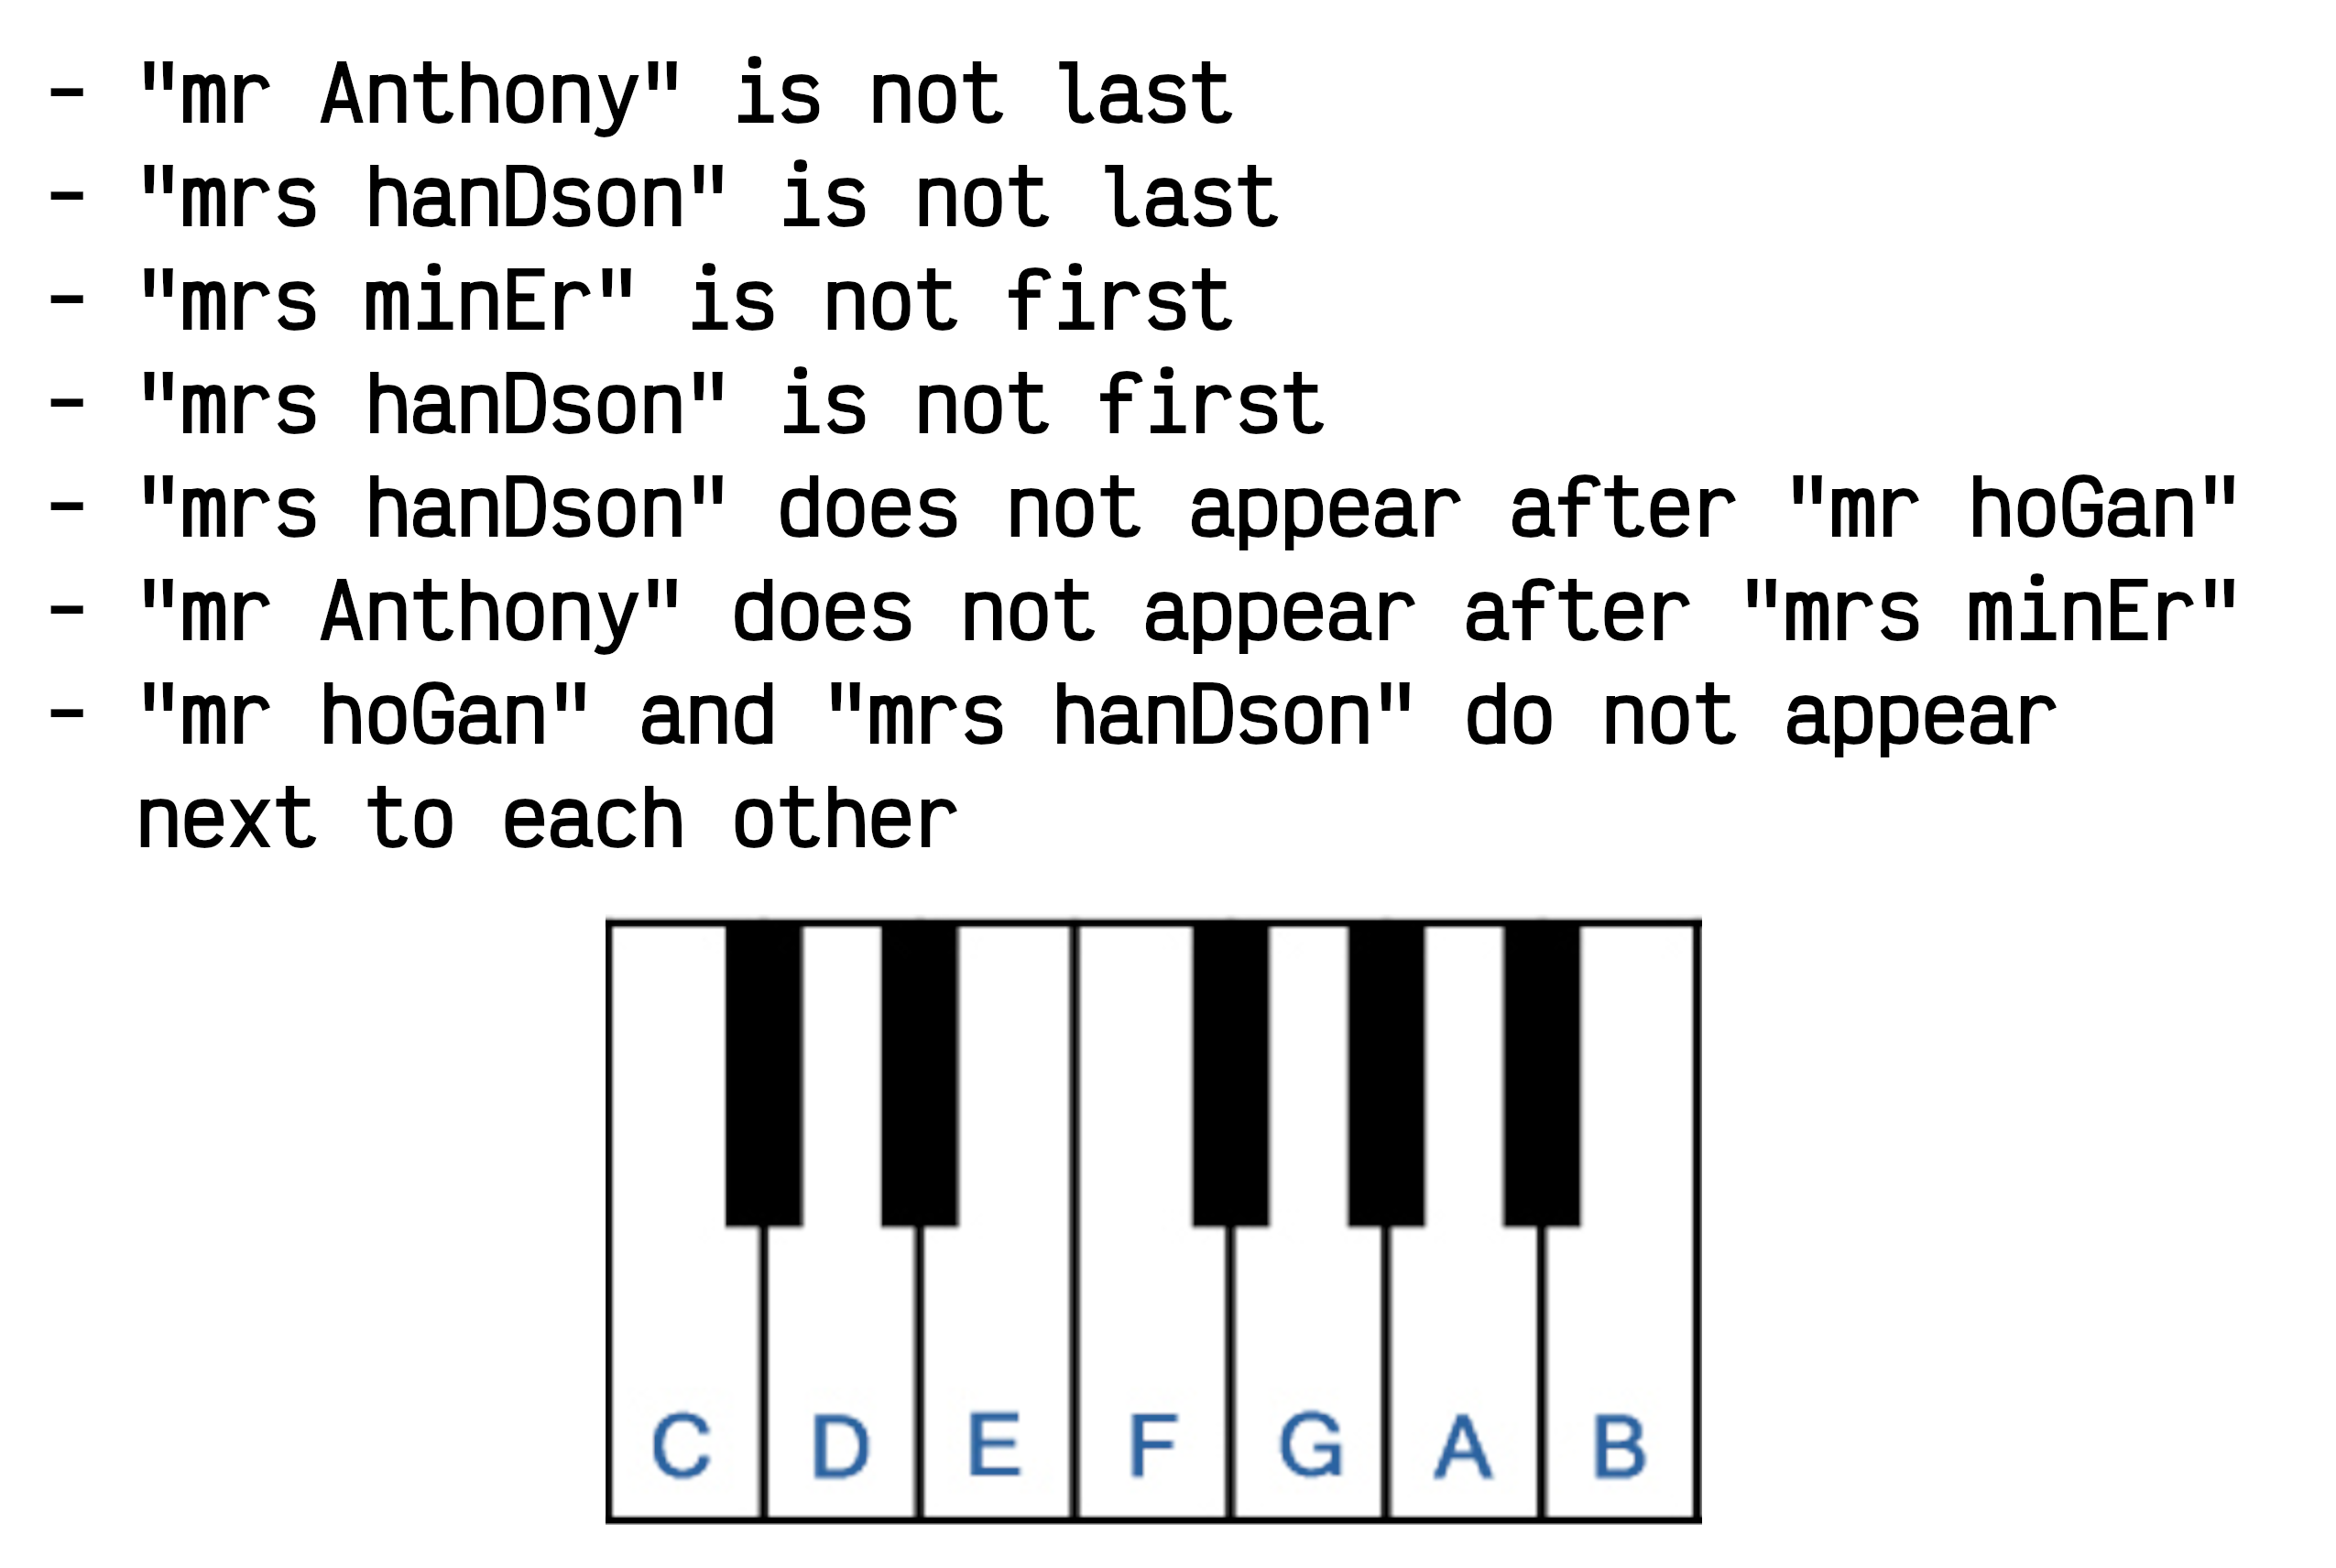 - "mr Anthony" is not last
- "mrs hanDson" is not last
- "mrs minEr" is not first
- "mrs hanDson" is not first
- "mrs hanDson" does not appear after "mr hoGan"
- "mr Anthony" does not appear after "mrs minEr"
- "mr hoGan" and "mrs hanDson" do not appear
next to each other
C D E F G A B